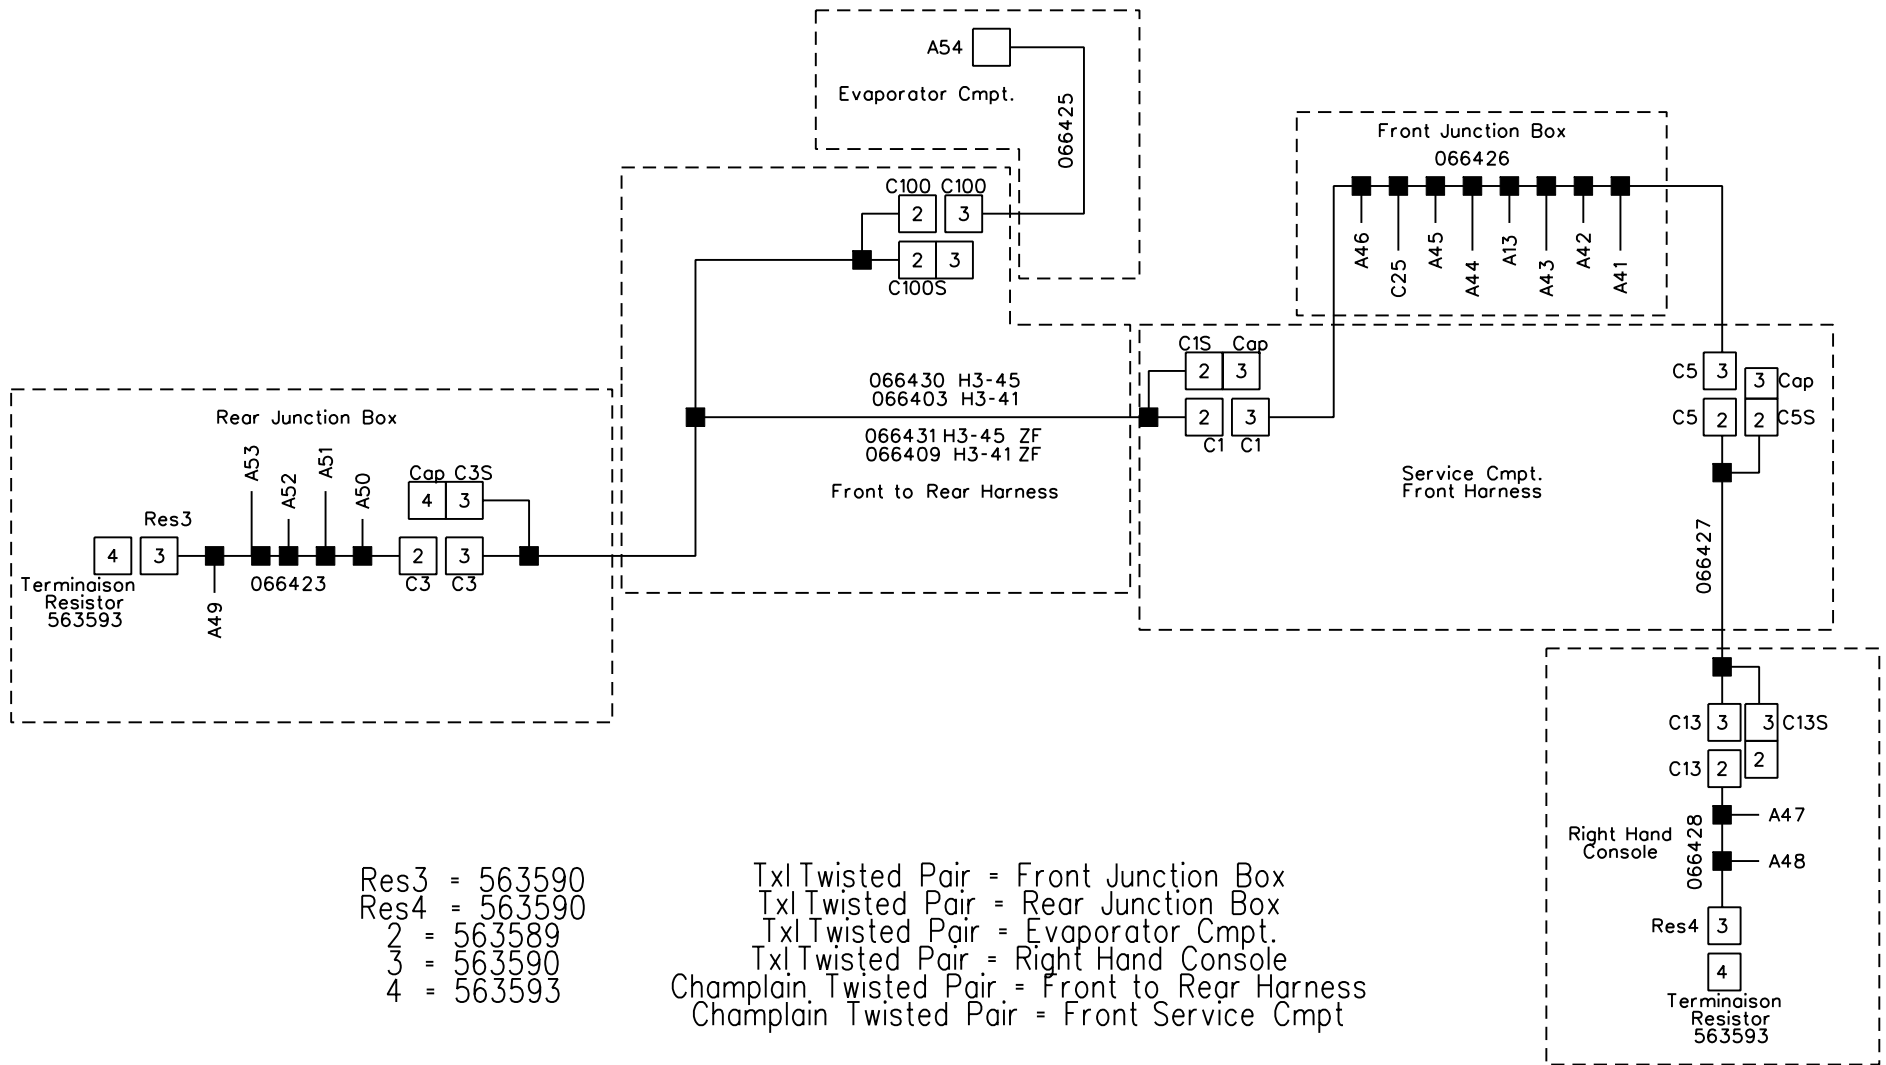 A54
Evaporator Cmpt.
066425
C100 C100
2 3
2 3
C100S
Front Junction Box
066426
A46
C25
A45
A44
A13
A43
A42
A41
C1S Cap
2 3
2 3
C1 C1
066430 H3-45
066403 H3-41
066431 H3-45 ZF
066409 H3-41 ZF
Front to Rear Harness
C5 3
3 Cap
C5 2
2 C5S
Service Cmpt.
Front Harness
066427
Rear Junction Box
A53
A52
A51
A50
Cap C3S
4 3
Res3
4 3
2 3
C3 C3
066423
A49
Terminaison
Resistor
563593
C13 3
3 C13S
C13 2
2
A47
066428
A48
Right Hand
Console
Res4 3
4
Terminaison
Resistor
563593
Res3 = 563590
Res4 = 563590
2 = 563589
3 = 563590
4 = 563593
Txl Twisted Pair = Front Junction Box
Txl Twisted Pair = Rear Junction Box
Txl Twisted Pair = Evaporator Cmpt.
Txl Twisted Pair = Right Hand Console
Champlain Twisted Pair = Front to Rear Harness
Champlain Twisted Pair = Front Service Cmpt